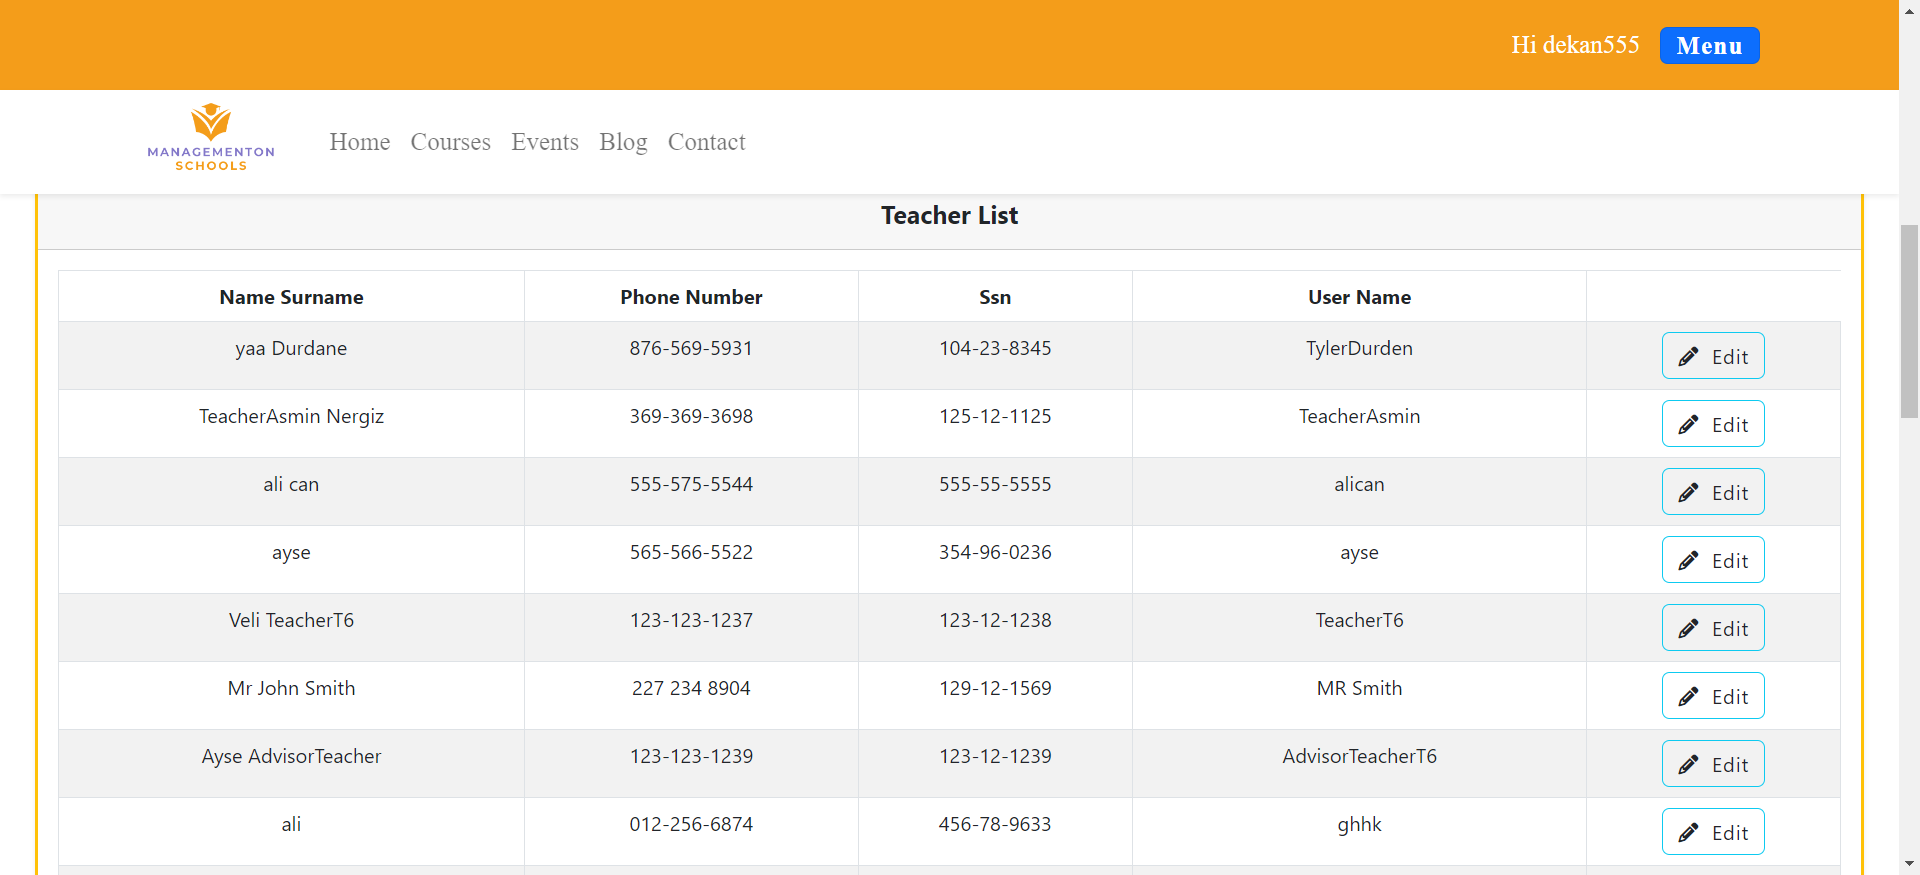 Hi dekan555 Menu
MANAGEMENTON
SCHOOLS
Home Courses Events Blog Contact
Teacher List
Name Surname Phone Number Ssn User Name
yaa Durdane 876-569-5931 104-23-8345 TylerDurden Edit
TeacherAsmin Nergiz 369-369-3698 125-12-1125 TeacherAsmin Edit
ali can 555-575-5544 555-55-5555 alican Edit
ayse 565-566-5522 354-96-0236 ayse Edit
Veli TeacherT6 123-123-1237 123-12-1238 TeacherT6 Edit
Mr John Smith 227 234 8904 129-12-1569 MR Smith Edit
Ayse AdvisorTeacher 123-123-1239 123-12-1239 AdvisorTeacherT6 Edit
ali 012-256-6874 456-78-9633 ghhk Edit